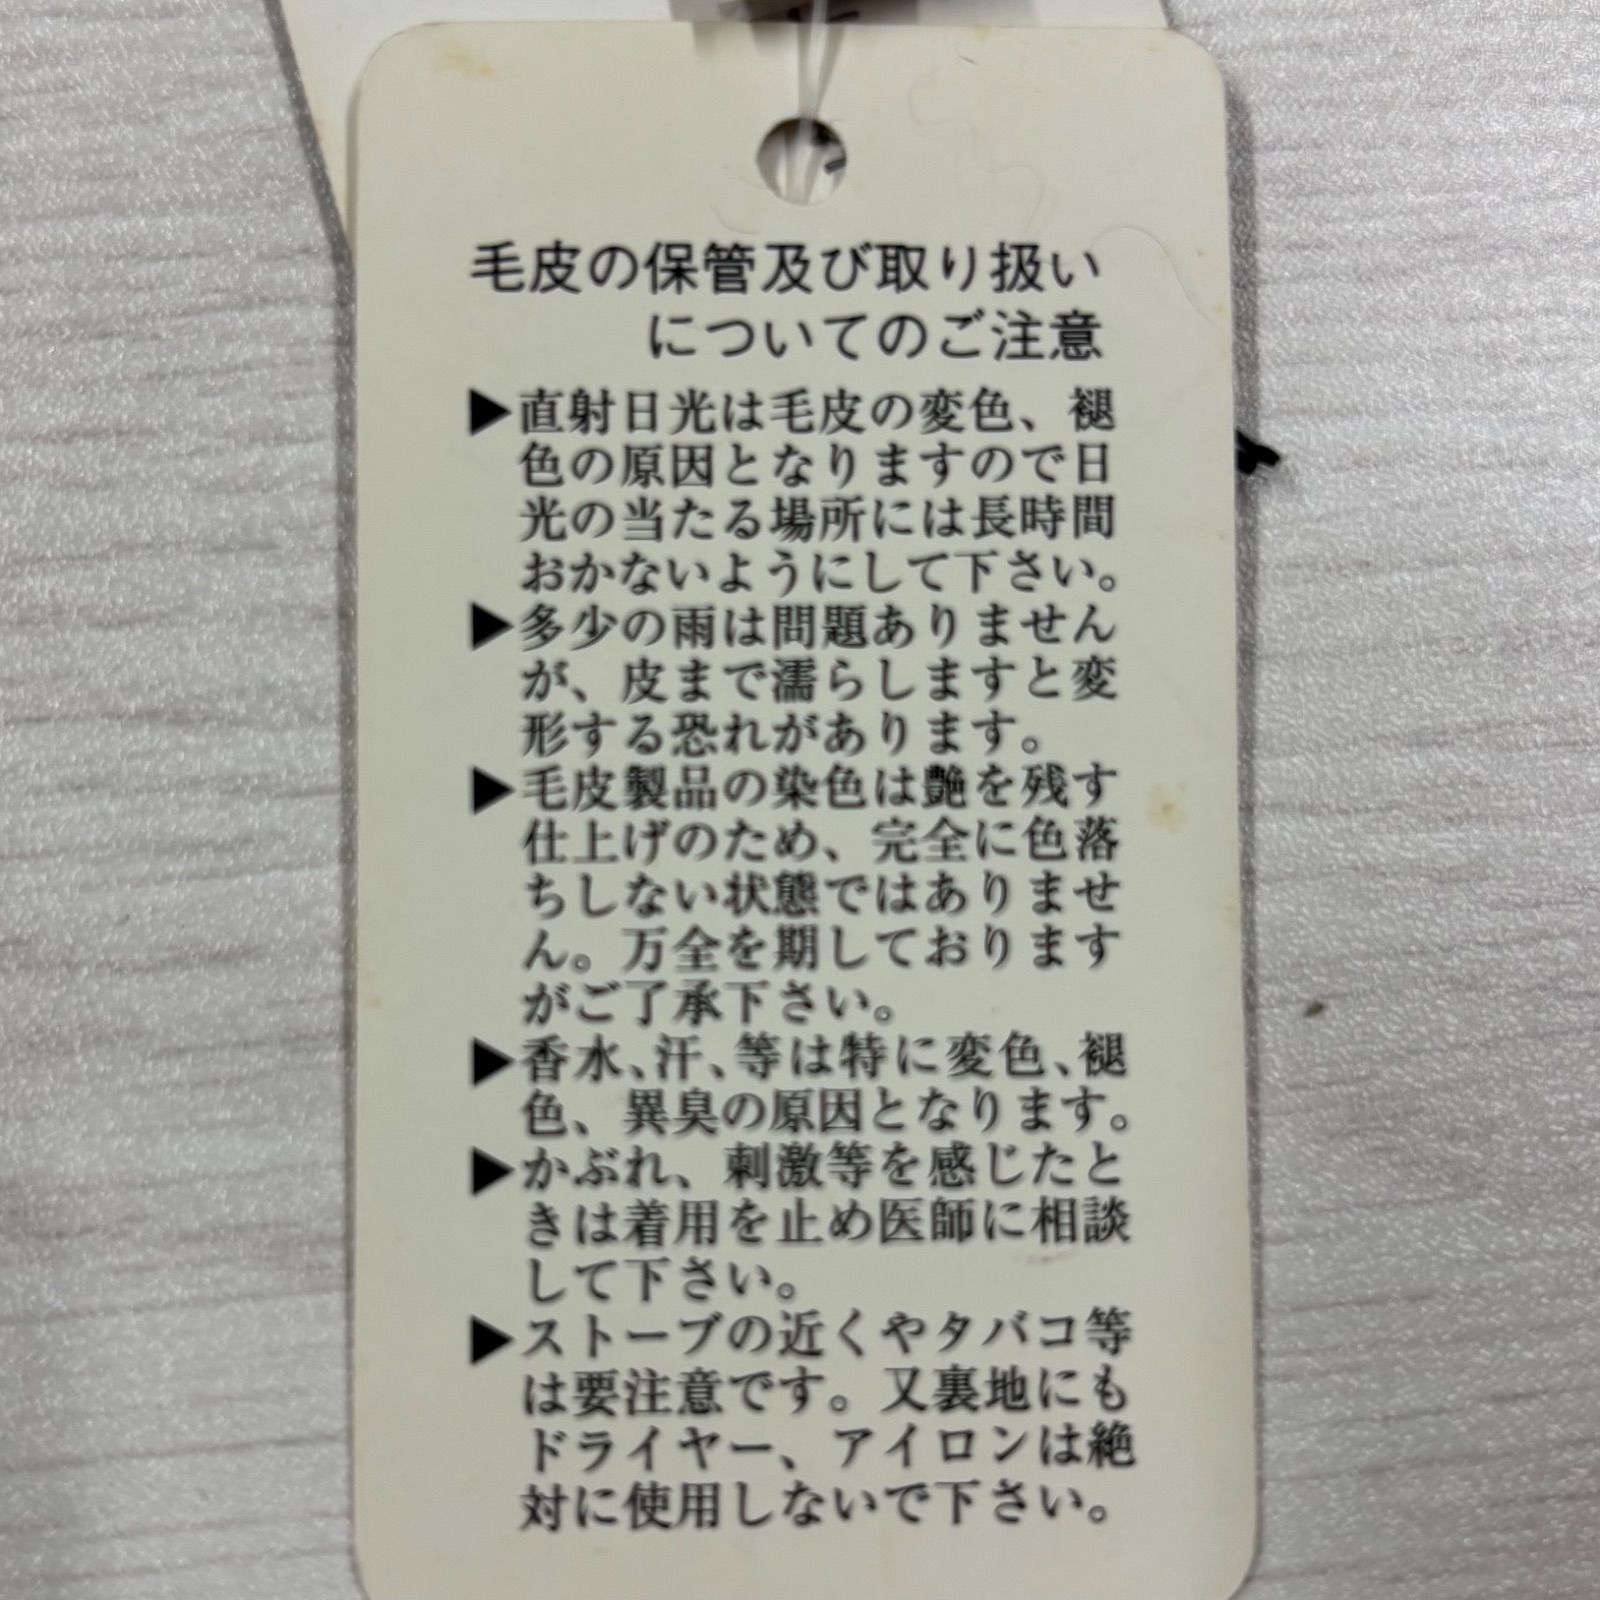 毛皮の保管及び取り扱い
についてのご注意
▶直射日光は毛皮の変色、褪
色の原因となりますので日
光の当たる場所には長時間
おかないようにして下さい。
▶多少の雨は問題ありません
が、皮まで濡らしますと変
形する恐れがあります。
▶毛皮製品の染色は艶を残す
仕上げのため、完全に色落
ちしない状態ではありませ
ん。万全を期しております
がご了承下さい。
▶香水、汗、等は特に変色、褪
色、異臭の原因となります。
▶かぶれ、刺激等を感じたと
きは着用を止め医師に相談
して下さい。
▶ストーブの近くやタバコ等
は要注意です。又裏地にも
ドライヤー、アイロンは絶
対に使用しないで下さい。